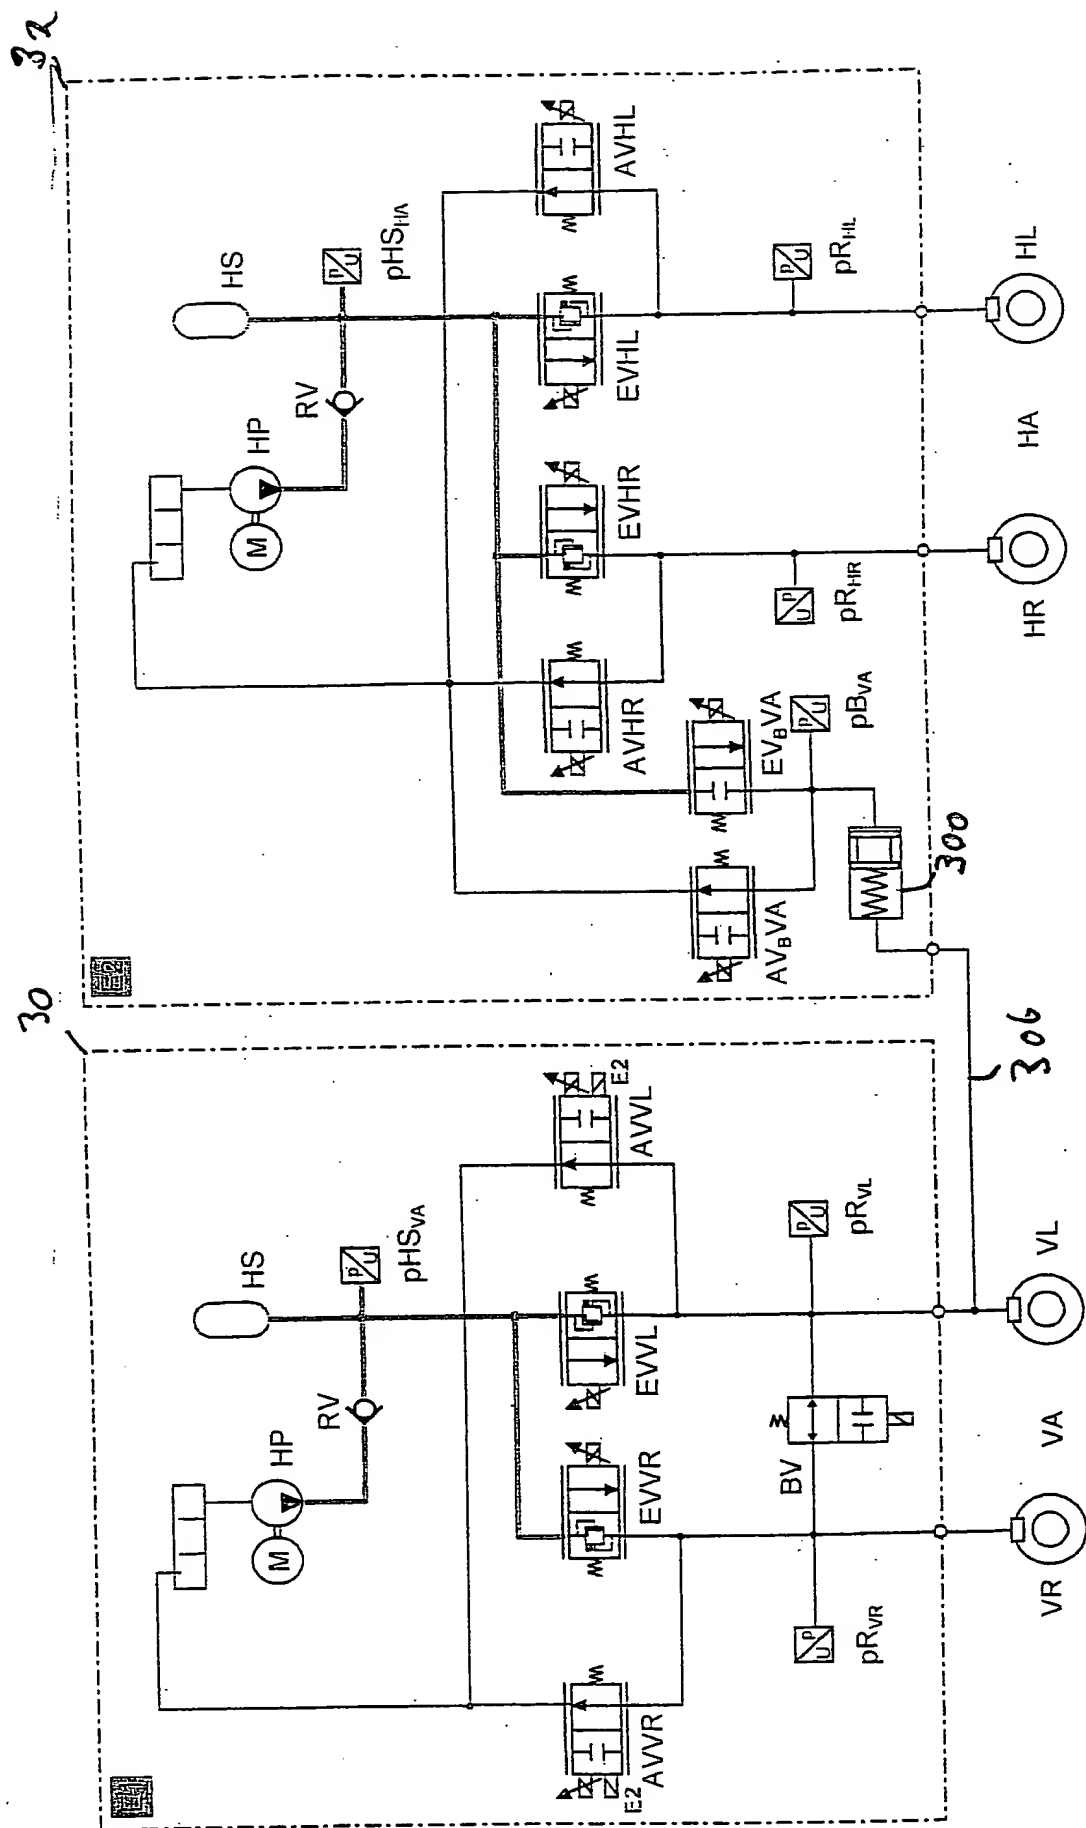 30
32
HP
RV
HS
pHS_VA
M
HP
RV
HS
pHS_HA
M
E2
AVVR
EVVR
EVVL
AVVL
E2
AVHR
EVHR
EVHL
AVHL
AV_BVA
EV_BVA
pB_VA
pR_VR
BV
pR_VL
pR_HR
pR_HL
P
U
P
U
P
U
P
U
P
U
P
U
P
U
300
306
VR
VA
VL
HR
HA
HL